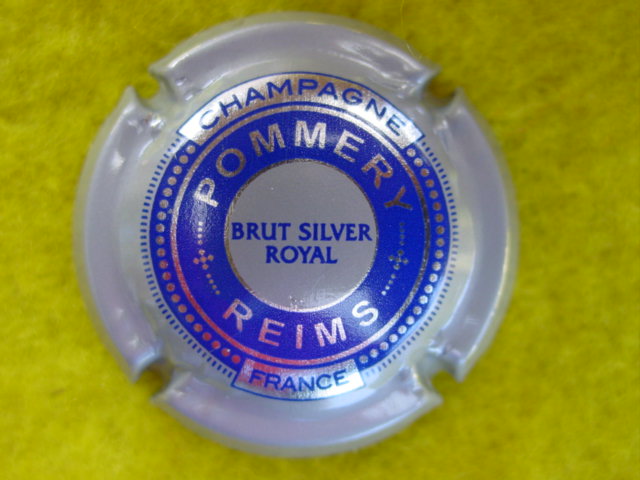 CHAMPAGNE
POMMERY
BRUT SILVER
ROYAL
REIMS
FRANCE